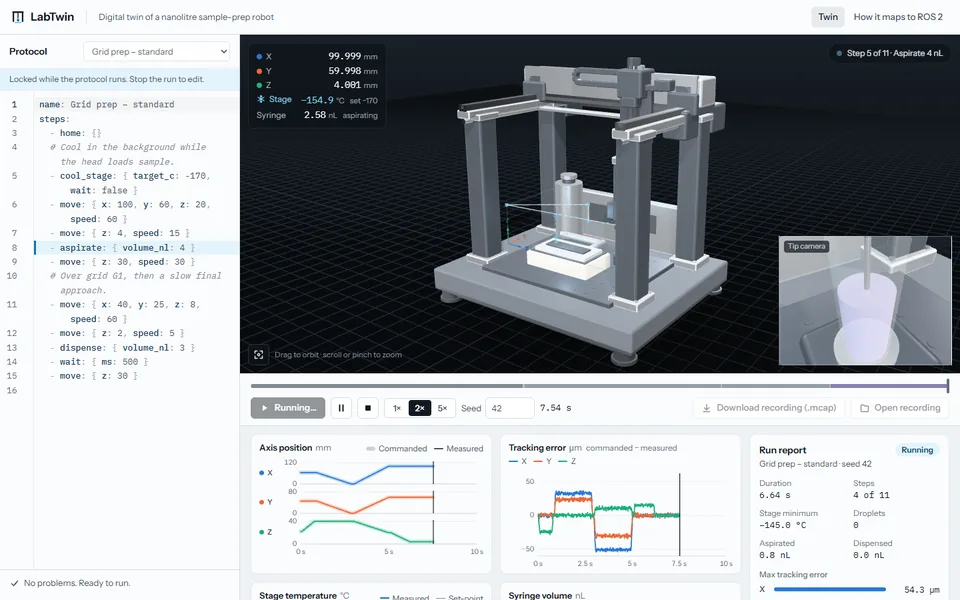 LabTwin
Digital twin of a nanolitre sample-prep robot
Twin
How it maps to ROS 2
Protocol
Grid prep – standard
Locked while the protocol runs. Stop the run to edit.
1 name: Grid prep – standard
2 steps:
3 - home: {}
4 # Cool in the background while
the head loads sample.
5 - cool_stage: { target_c: -170,
wait: false }
6 - move: { x: 100, y: 60, z: 20,
speed: 60 }
7 - move: { z: 4, speed: 15 }
8 - aspirate: { volume_nl: 4 }
9 - move: { z: 30, speed: 30 }
10 # Over grid G1, then a slow final
approach.
11 - move: { x: 40, y: 25, z: 8,
speed: 60 }
12 - move: { z: 2, speed: 5 }
13 - dispense: { volume_nl: 3 }
14 - wait: { ms: 500 }
15 - move: { z: 30 }
16
No problems. Ready to run.
X 99.999 mm
Y 59.998 mm
Z 4.001 mm
Stage −154.9 °C set -170
Syringe 2.58 nL aspirating
Step 5 of 11 · Aspirate 4 nL
Tip camera
Drag to orbit · scroll or pinch to zoom
Running…
1×
2×
5×
Seed
42
7.54 s
Download recording (.mcap)
Open recording
Axis position mm
Commanded
Measured
120
X
0
80
Y
0
40
Z
0
0 s
5 s
10 s
Tracking error µm commanded − measured
X
Y
Z
50
0
−50
0 s
2.5 s
5 s
7.5 s
10 s
Run report
Running
Grid prep – standard · seed 42
Duration
6.64 s
Steps
4 of 11
Stage minimum
−145.0 °C
Droplets
0
Aspirated
0.8 nL
Dispensed
0.0 nL
Max tracking error
X 54.3 µm
Stage temperature °C
Measured
Set-point
Syringe volume nL